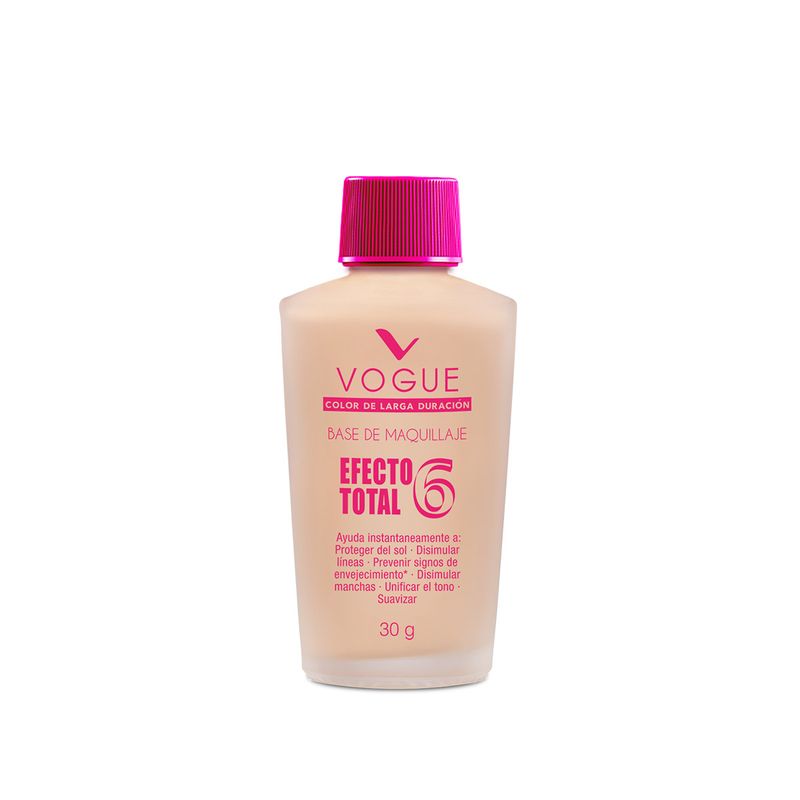 VOGUE
COLOR DE LARGA DURACIÓN
BASE DE MAQUILLAJE
EFECTO
TOTAL 6
Ayuda instantaneamente a:
Proteger del sol · Disimular
líneas · Prevenir signos de
envejecimiento* · Disimular
manchas · Unificar el tono ·
Suavizar
30 g